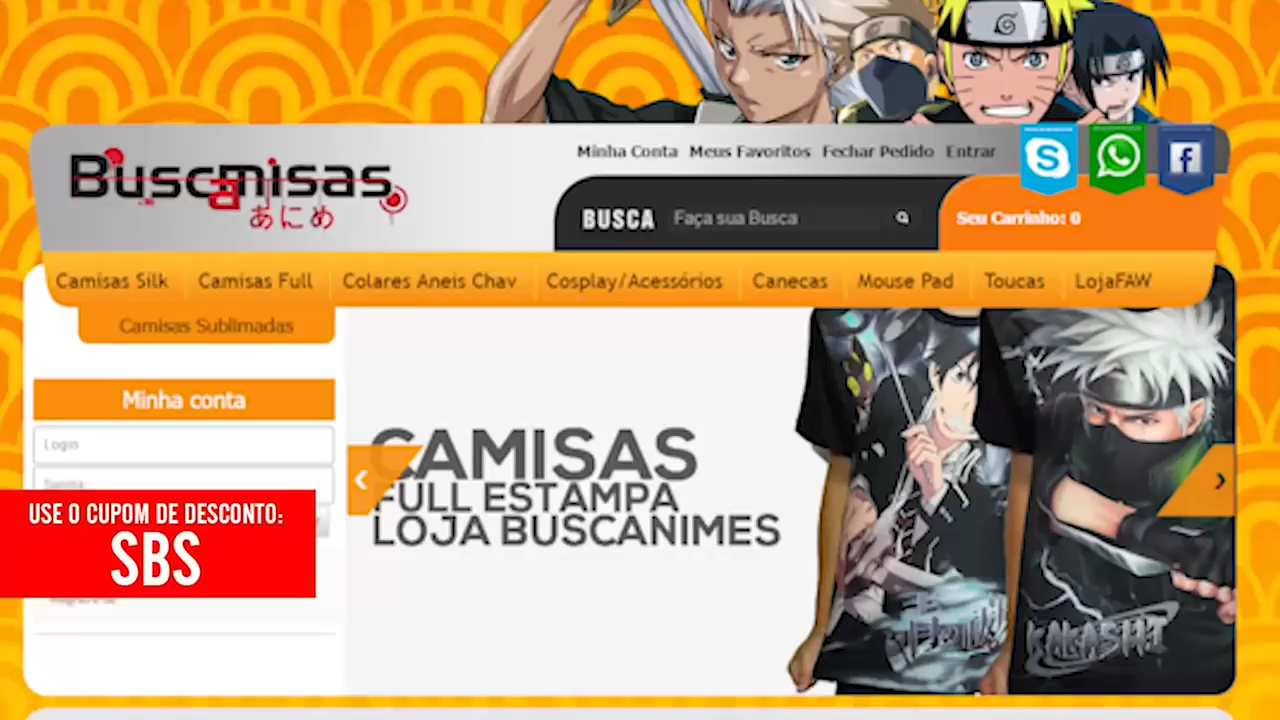 Minha Conta Meus Favoritos Fechar Pedido Entrar
Buscamisas
あにめ
BUSCA Faça sua Busca
Seu Carrinho: 0
Camisas Silk Camisas Full Colares Aneis Chav Cosplay/Acessórios Canecas Mouse Pad Toucas LojaFAW
Camisas Sublimadas
Minha conta
Login
CAMISAS
FULL ESTAMPA
LOJA BUSCANIMES
USE O CUPOM DE DESCONTO:
SBS
KAKASHI